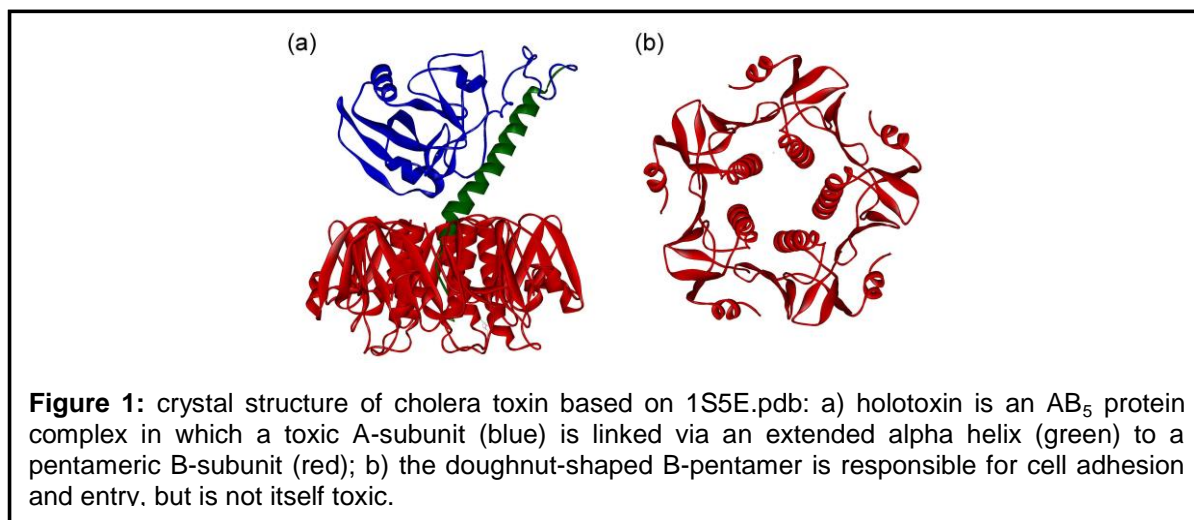 (a)
(b)
Figure 1: crystal structure of cholera toxin based on 1S5E.pdb: a) holotoxin is an AB5 protein
complex in which a toxic A-subunit (blue) is linked via an extended alpha helix (green) to a
pentameric B-subunit (red); b) the doughnut-shaped B-pentamer is responsible for cell adhesion
and entry, but is not itself toxic.